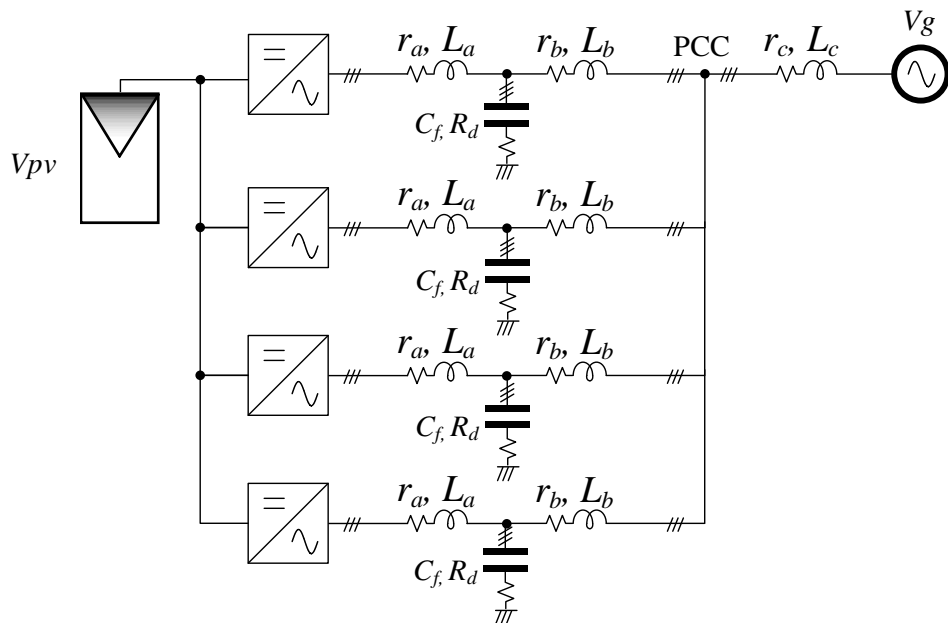 Vg
r_a, L_a r_b, L_b PCC r_c, L_c
C_f, R_d
Vpv
r_a, L_a r_b, L_b
C_f, R_d
r_a, L_a r_b, L_b
C_f, R_d
r_a, L_a r_b, L_b
C_f, R_d